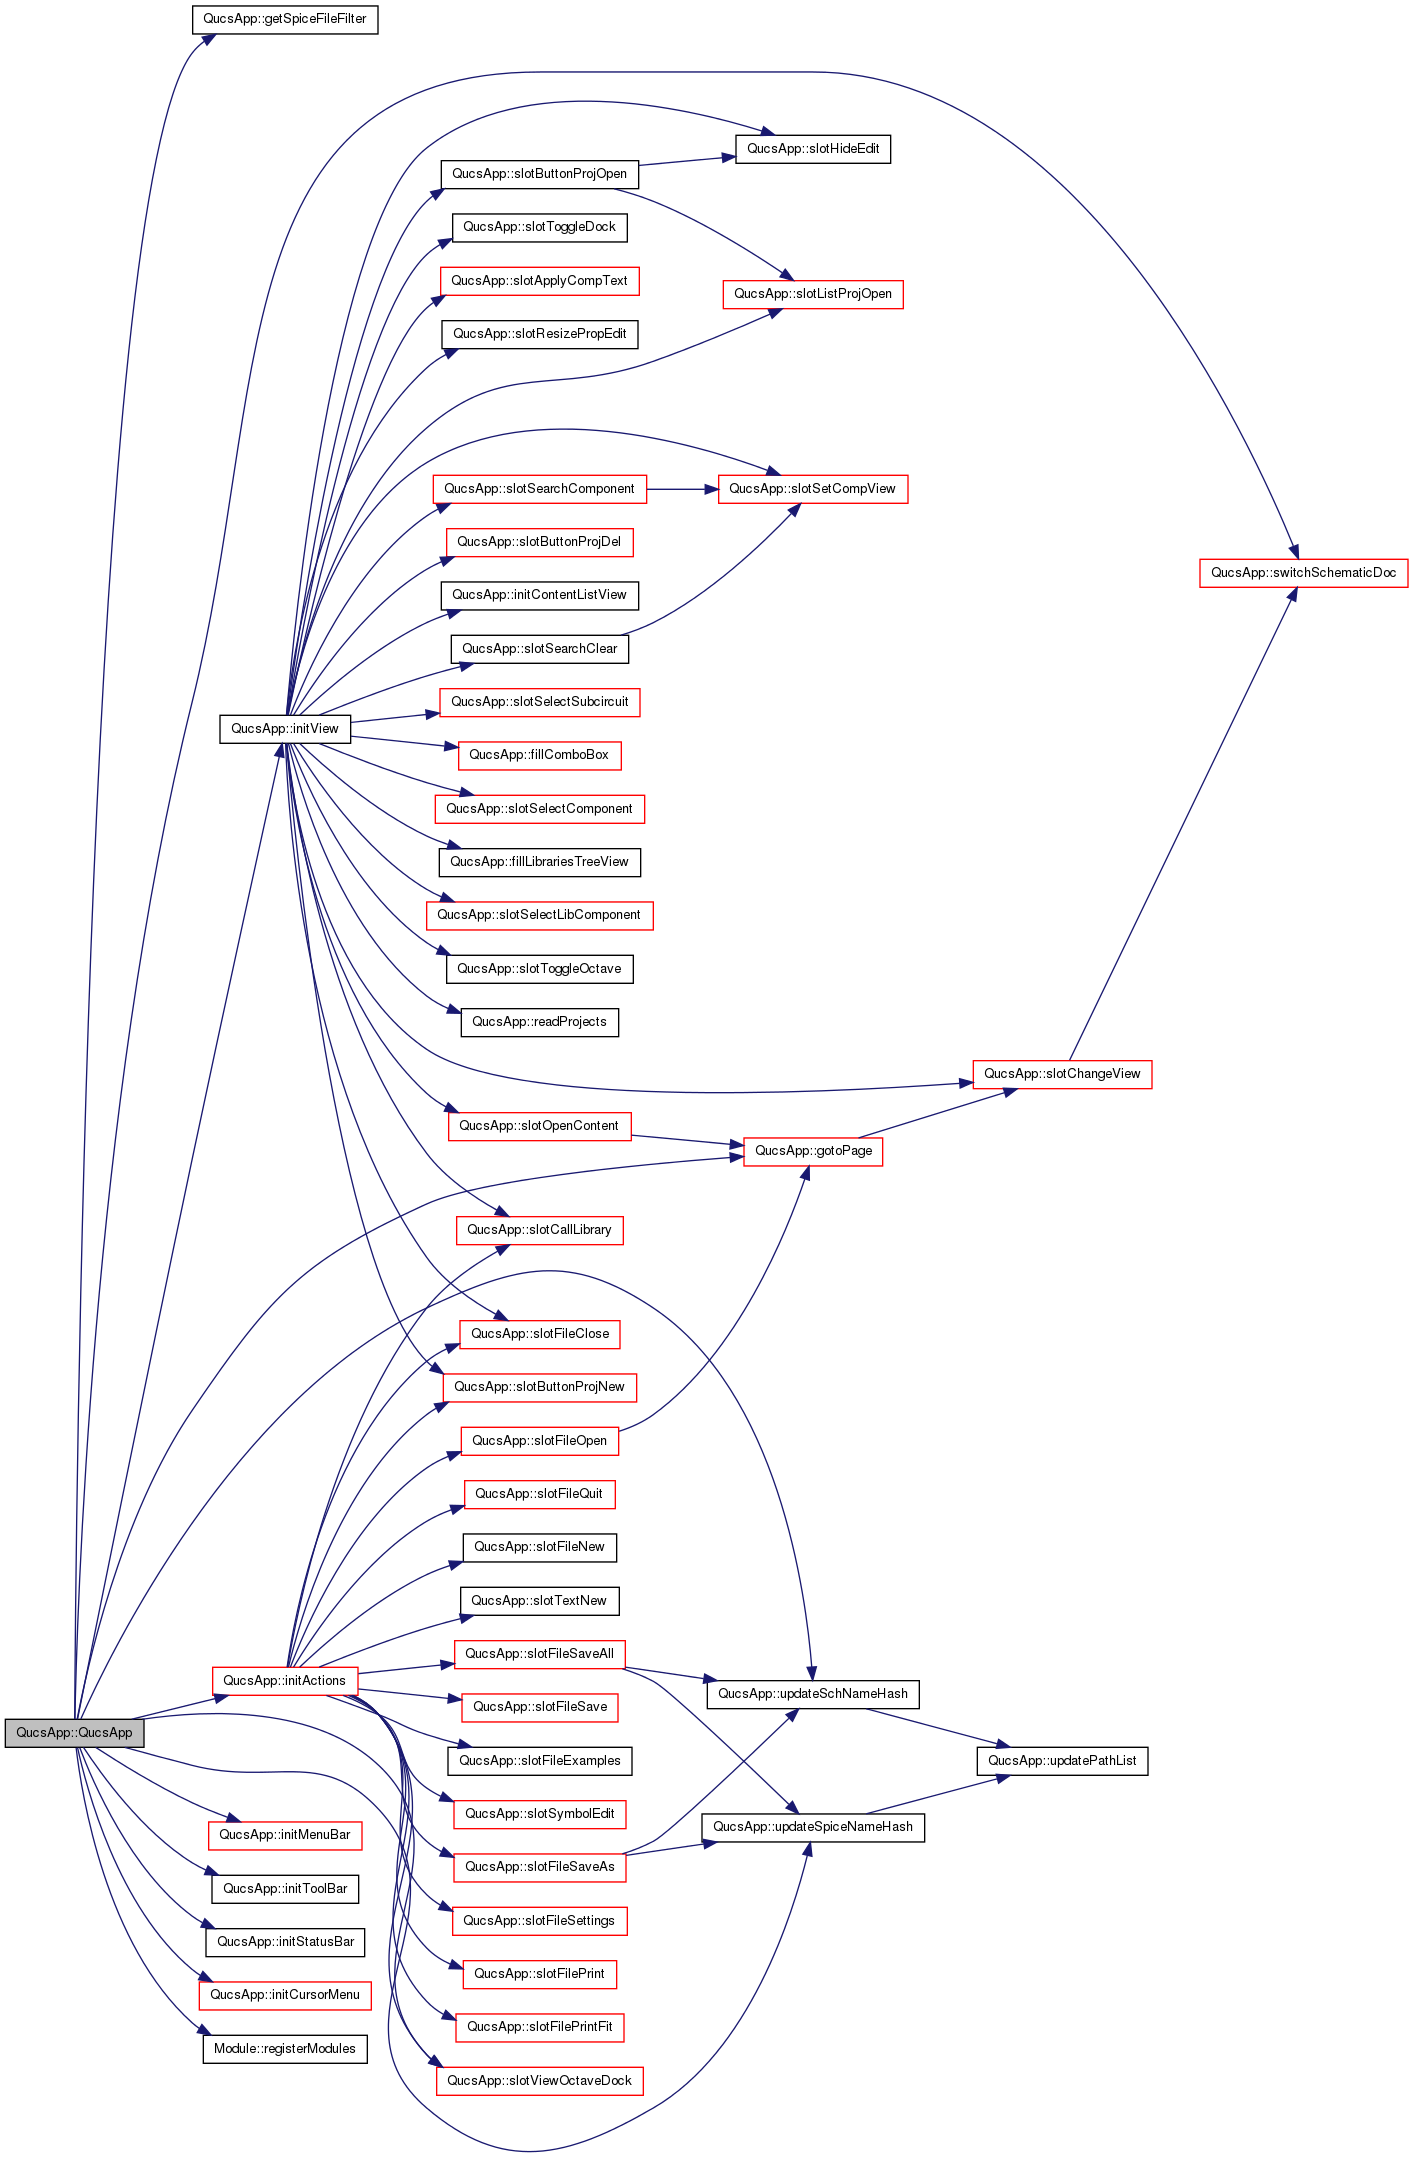 QucsApp::getSpiceFileFilter
QucsApp::slotHideEdit
QucsApp::slotButtonProjOpen
QucsApp::slotToggleDock
QucsApp::slotApplyCompText
QucsApp::slotListProjOpen
QucsApp::slotResizePropEdit
QucsApp::slotSearchComponent
QucsApp::slotSetCompView
QucsApp::slotButtonProjDel
QucsApp::switchSchematicDoc
QucsApp::initContentListView
QucsApp::slotSearchClear
QucsApp::slotSelectSubcircuit
QucsApp::initView
QucsApp::fillComboBox
QucsApp::slotSelectComponent
QucsApp::fillLibrariesTreeView
QucsApp::slotSelectLibComponent
QucsApp::slotToggleOctave
QucsApp::readProjects
QucsApp::slotChangeView
QucsApp::slotOpenContent
QucsApp::gotoPage
QucsApp::slotCallLibrary
QucsApp::slotFileClose
QucsApp::slotButtonProjNew
QucsApp::slotFileOpen
QucsApp::slotFileQuit
QucsApp::slotFileNew
QucsApp::slotTextNew
QucsApp::slotFileSaveAll
QucsApp::initActions
QucsApp::updateSchNameHash
QucsApp::slotFileSave
QucsApp::QucsApp
QucsApp::slotFileExamples
QucsApp::updatePathList
QucsApp::slotSymbolEdit
QucsApp::updateSpiceNameHash
QucsApp::initMenuBar
QucsApp::slotFileSaveAs
QucsApp::initToolBar
QucsApp::slotFileSettings
QucsApp::initStatusBar
QucsApp::slotFilePrint
QucsApp::initCursorMenu
QucsApp::slotFilePrintFit
Module::registerModules
QucsApp::slotViewOctaveDock